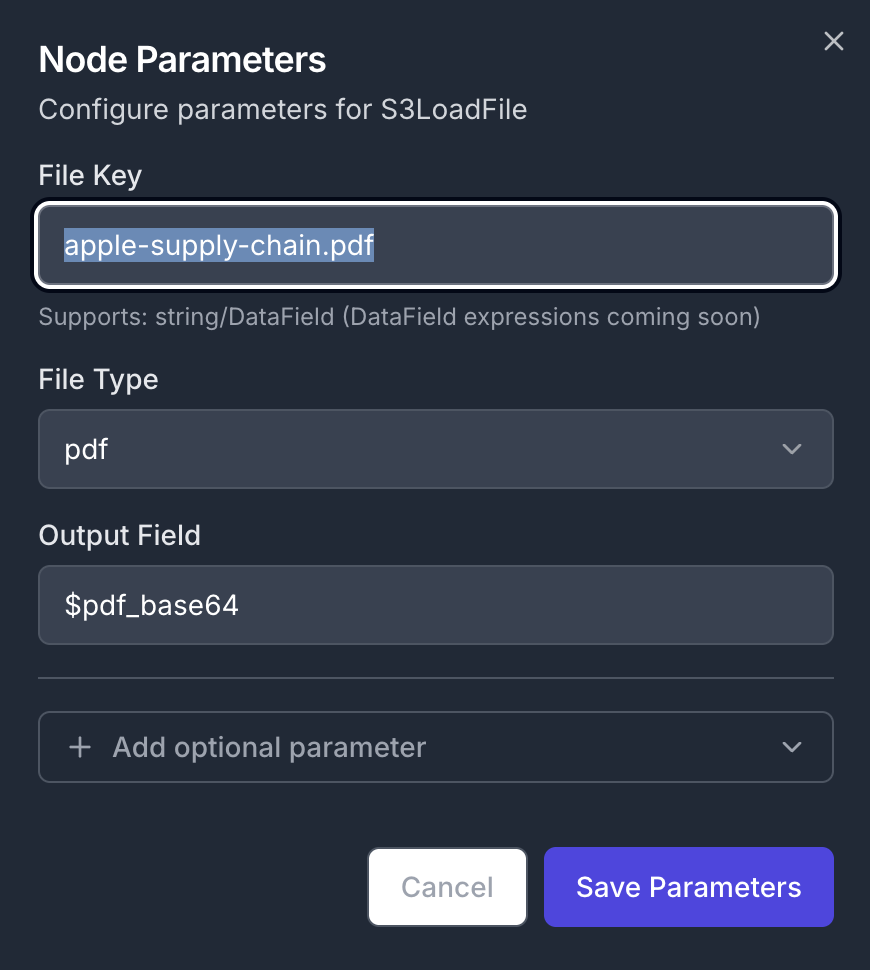 Node Parameters
Configure parameters for S3LoadFile
File Key
apple-supply-chain.pdf
Supports: string/DataField (DataField expressions coming soon)
File Type
pdf
Output Field
$pdf_base64
Add optional parameter
Cancel
Save Parameters